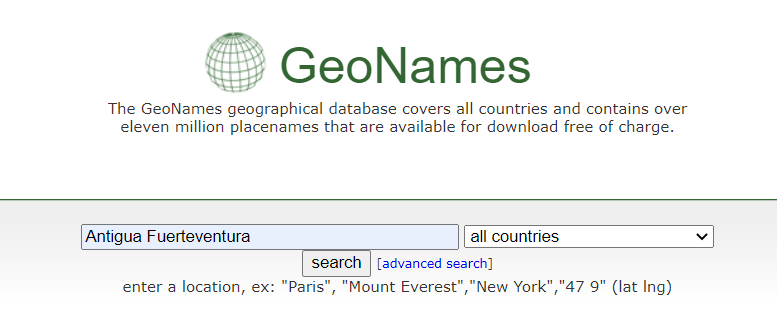 GeoNames
The GeoNames geographical database covers all countries and contains over
eleven million placenames that are available for download free of charge.
Antigua Fuerteventura all countries
search [advanced search]
enter a location, ex: "Paris", "Mount Everest","New York","47 9" (lat lng)